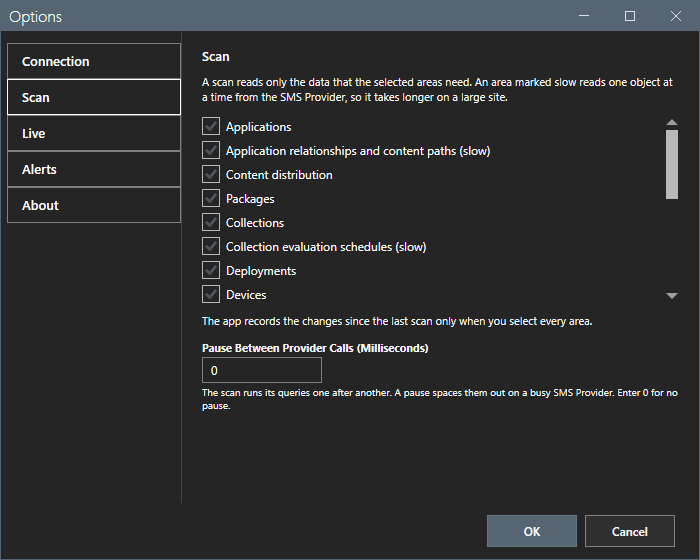 Options
Connection
Scan
Live
Alerts
About
Scan
A scan reads only the data that the selected areas need. An area marked slow reads one object at
a time from the SMS Provider, so it takes longer on a large site.
Applications
Application relationships and content paths (slow)
Content distribution
Packages
Collections
Collection evaluation schedules (slow)
Deployments
Devices
The app records the changes since the last scan only when you select every area.
Pause Between Provider Calls (Milliseconds)
0
The scan runs its queries one after another. A pause spaces them out on a busy SMS Provider. Enter 0 for no
pause.
OK
Cancel